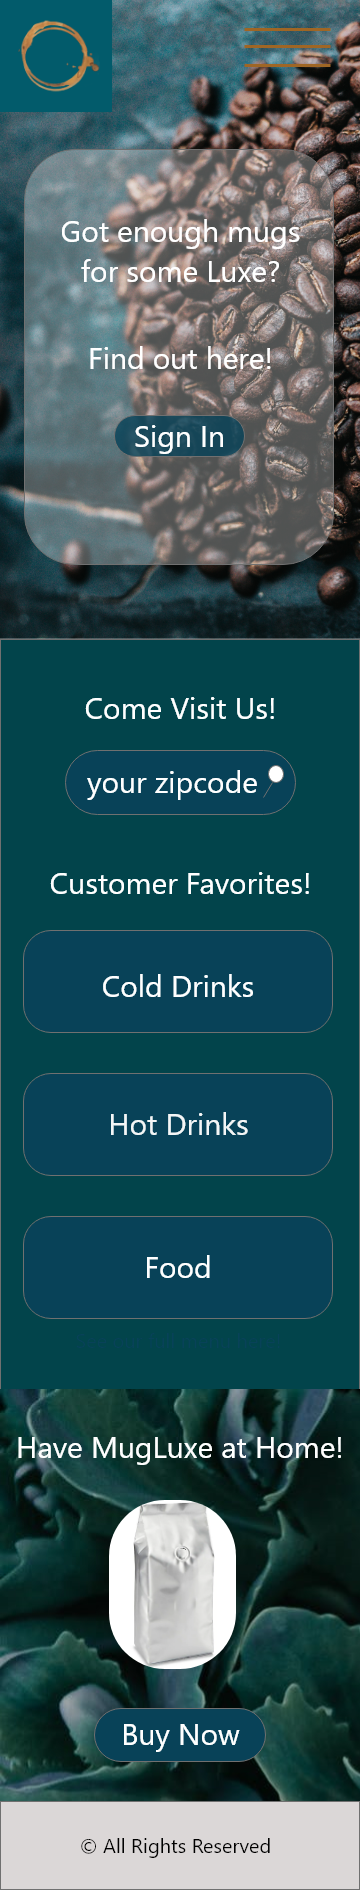 Got enough mugs
for some Luxe?
Find out here!
Sign In
Come Visit Us!
your zipcode
Customer Favorites!
Cold Drinks
Hot Drinks
Food
Have MugLuxe at Home!
Buy Now
© All Rights Reserved